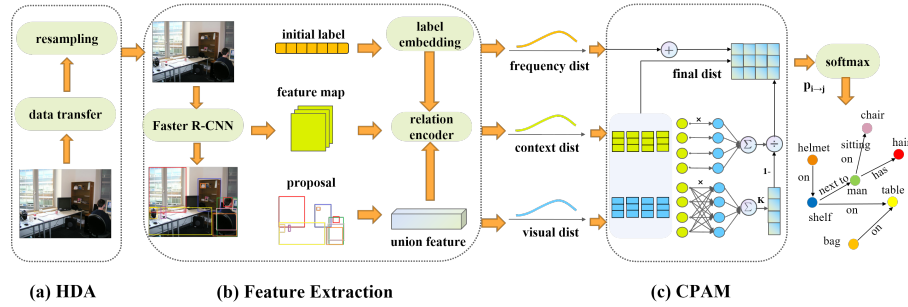 resampling
data transfer
(a) HDA
initial label
label
embedding
feature map
Faster R-CNN
relation
encoder
proposal
union feature
(b) Feature Extraction
frequency dist
context dist
visual dist
+
final dist
×
Σ
÷
1-
×
Σ
K
(c) CPAM
softmax
p i→j
chair
helmet
sitting
on
hair
on
next to
has
man
table
shelf
on
bag
on